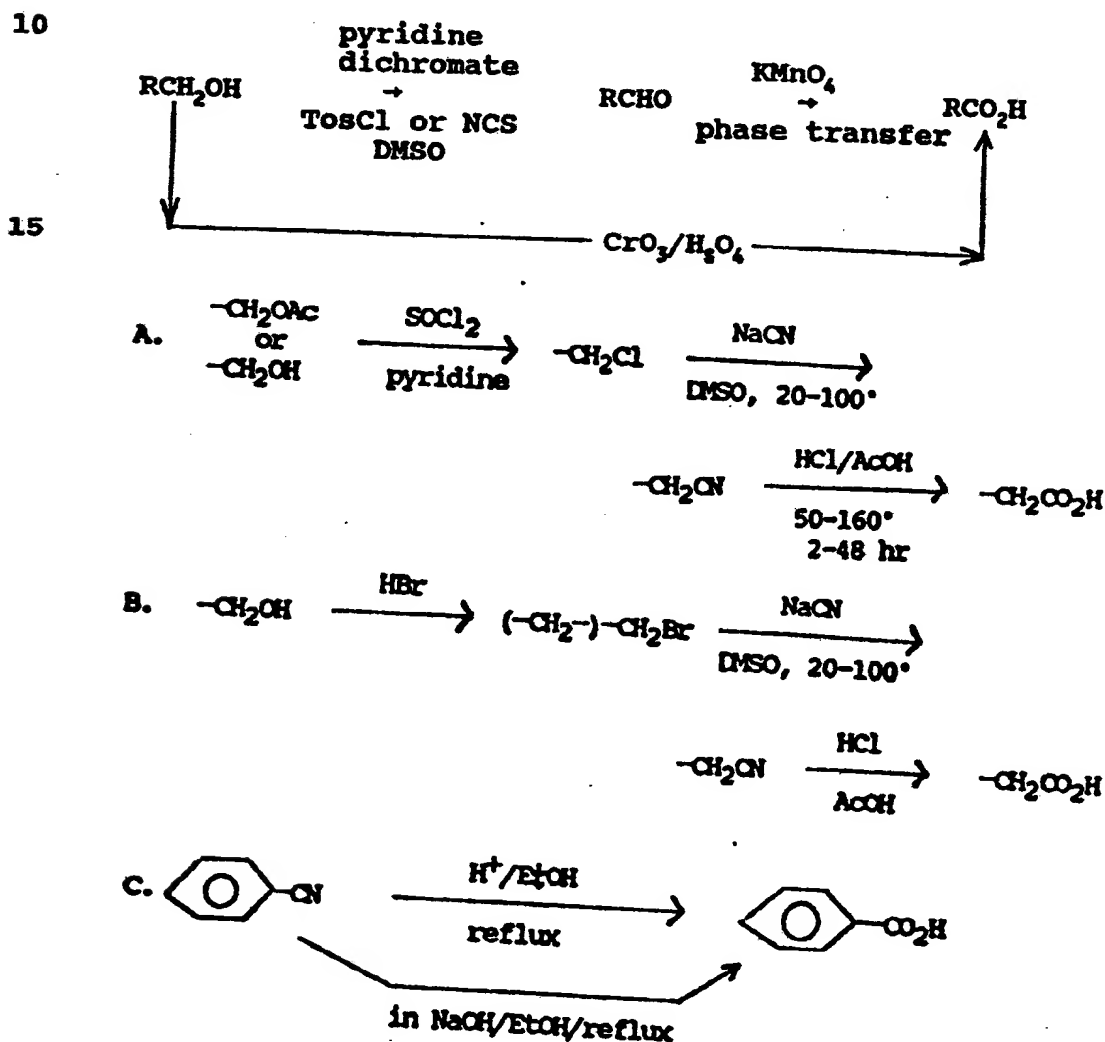 10
pyridine
dichromate
RCH₂OH → RCHO KMnO₄ → RCO₂H
TosCl or NCS phase transfer
DMSO
15
CrO₃/HₛO₄
A. -CH₂OAc SOCl₂ -CH₂Cl NaCN
or
-CH₂OH pyridine DMSO, 20-100°
-CH₂CN HCl/AcOH -CH₂CO₂H
50-160°
2-48 hr
B. -CH₂OH HBr (-CH₂-)-CH₂Br NaCN
DMSO, 20-100°
-CH₂CN HCl -CH₂CO₂H
AcOH
C. -CN H⁺/EtOH -CO₂H
reflux
in NaOH/EtOH/reflux